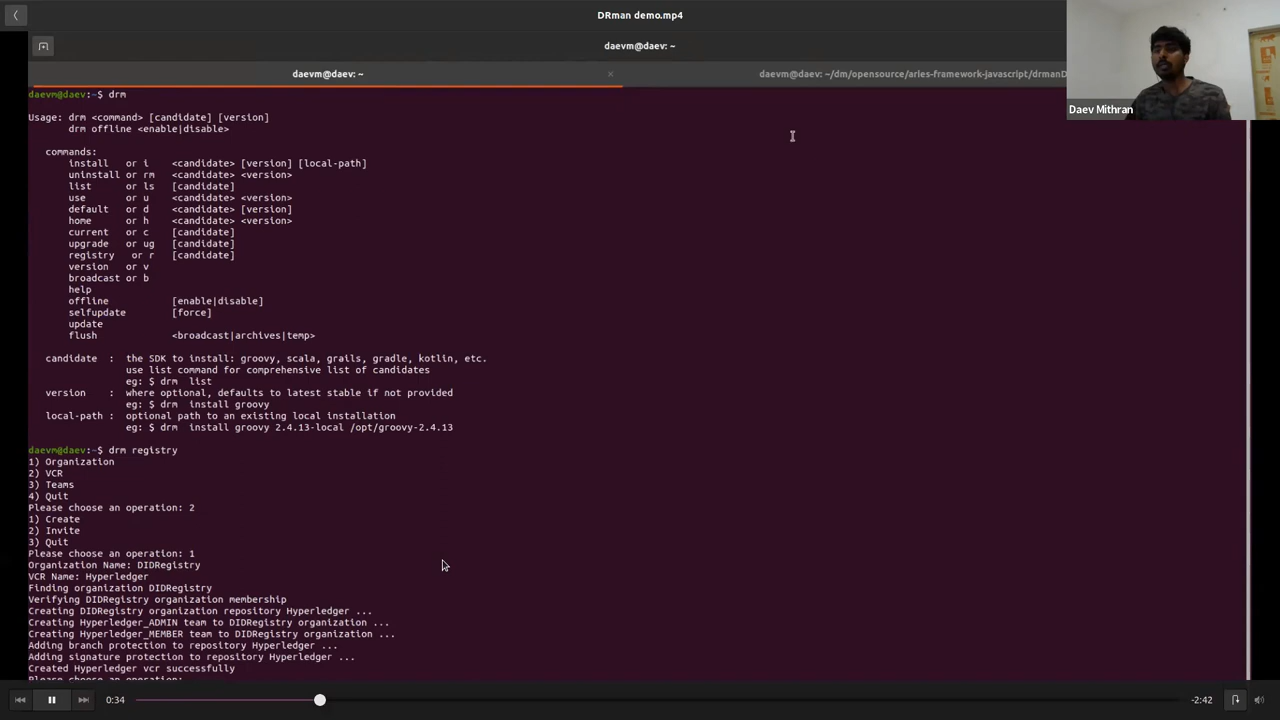 DRman demo.mp4
daevm@daev: ~
daevm@daev: ~
daevm@daev: ~/dm/opensource/arles-framework-javascript/drmanD
Daev Mithran
daevm@daev:~$ drm
Usage: drm <command> [candidate] [version]
drm offline <enable|disable>
commands:
install or i <candidate> [version] [local-path]
uninstall or rm <candidate> <version>
list or ls [candidate]
use or u <candidate> <version>
default or d <candidate> [version]
home or h <candidate> <version>
current or c [candidate]
upgrade or ug [candidate]
registry or r [candidate]
version or v
broadcast or b
help
offline [enable|disable]
selfupdate [force]
update
flush <broadcast|archives|temp>
candidate : the SDK to install: groovy, scala, grails, gradle, kotlin, etc.
use list command for comprehensive list of candidates
eg: $ drm list
version : where optional, defaults to latest stable if not provided
eg: $ drm install groovy
local-path : optional path to an existing local installation
eg: $ drm install groovy 2.4.13-local /opt/groovy-2.4.13
daevm@daev:~$ drm registry
1) Organization
2) VCR
3) Teams
4) Quit
Please choose an operation: 2
1) Create
2) Invite
3) Quit
Please choose an operation: 1
Organization Name: DIDRegistry
VCR Name: Hyperledger
Finding organization DIDRegistry
Verifying DIDRegistry organization membership
Creating DIDRegistry organization repository Hyperledger ...
Creating Hyperledger_ADMIN team to DIDRegistry organization ...
Creating Hyperledger_MEMBER team to DIDRegistry organization ...
Adding branch protection to repository Hyperledger ...
Adding signature protection to repository Hyperledger ...
Created Hyperledger vcr successfully
Please choose an operation:
0:34
-2:42